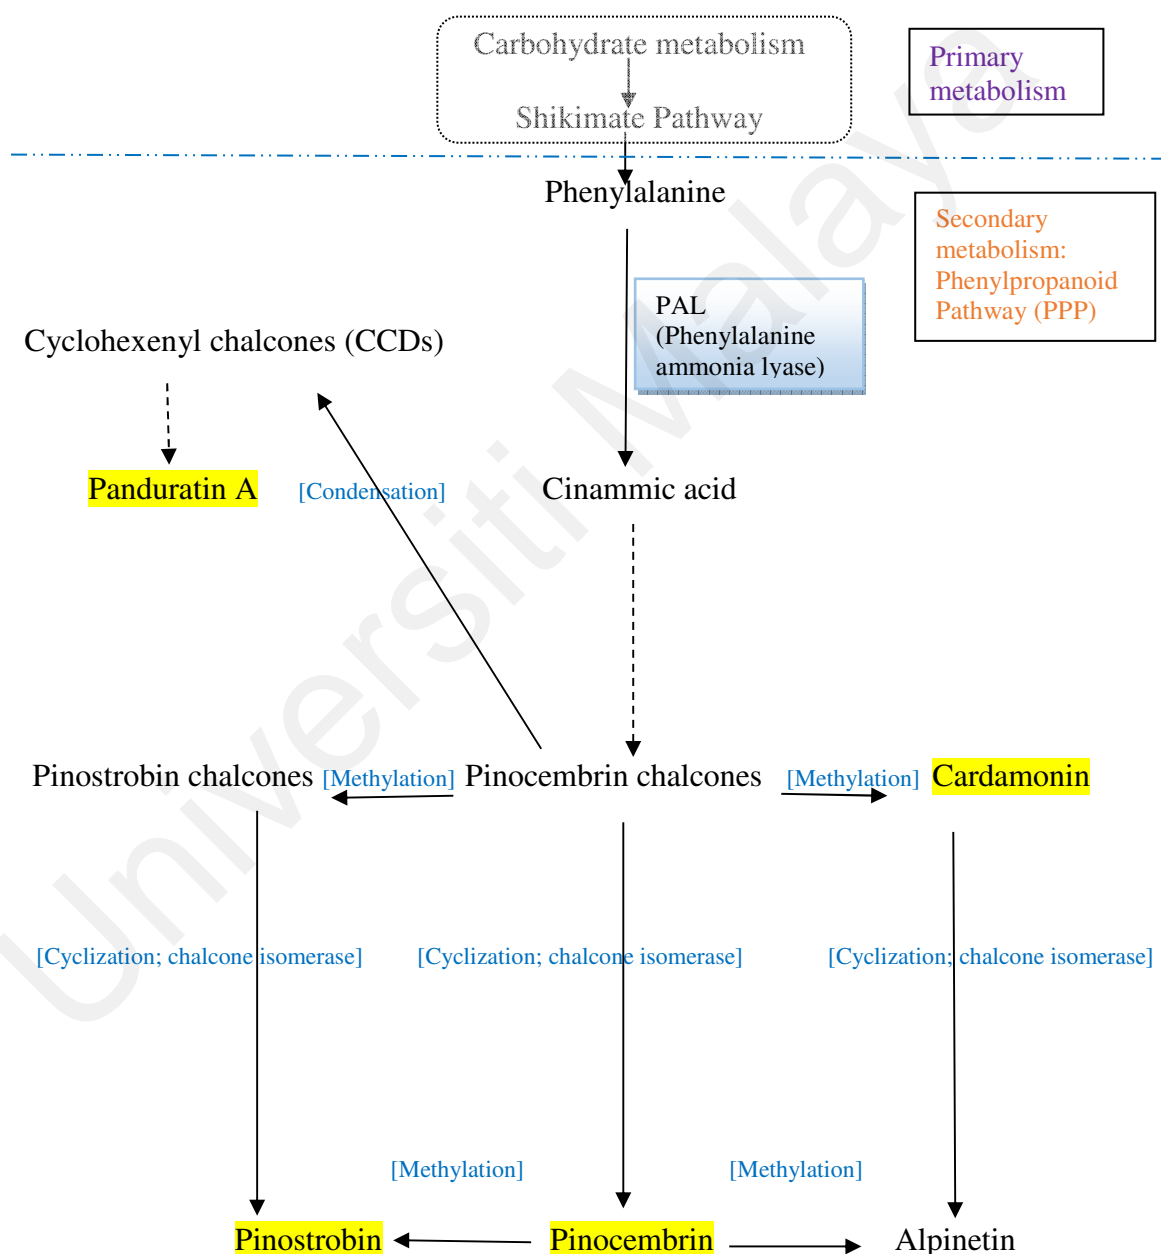 Carbohydrate metabolism
Shikimate Pathway
Primary
metabolism
Phenylalanine
Secondary
metabolism:
Phenylpropanoid
Pathway (PPP)
PAL
(Phenylalanine
ammonia lyase)
Cyclohexenyl chalcones (CCDs)
Panduratin A
[Condensation]
Cinammic acid
Pinostrobin chalcones
[Methylation]
Pinocembrin chalcones
[Methylation]
Cardamonin
[Cyclization; chalcone isomerase]
[Cyclization; chalcone isomerase]
[Cyclization; chalcone isomerase]
[Methylation]
[Methylation]
Pinostrobin
Pinocembrin
Alpinetin
Universiti Malaya